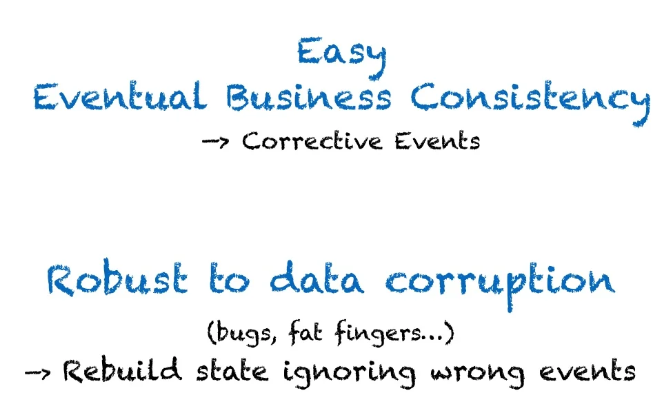 Easy
Eventual Business Consistency
—> Corrective Events
Robust to data corruption
(bugs, fat fingers...)
—> Rebuild state ignoring wrong events